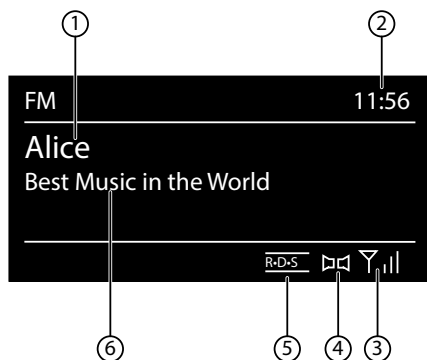 ① ②
FM 11:56
Alice
Best Music in the World
R•D•S
⑥ ⑤ ④ ③